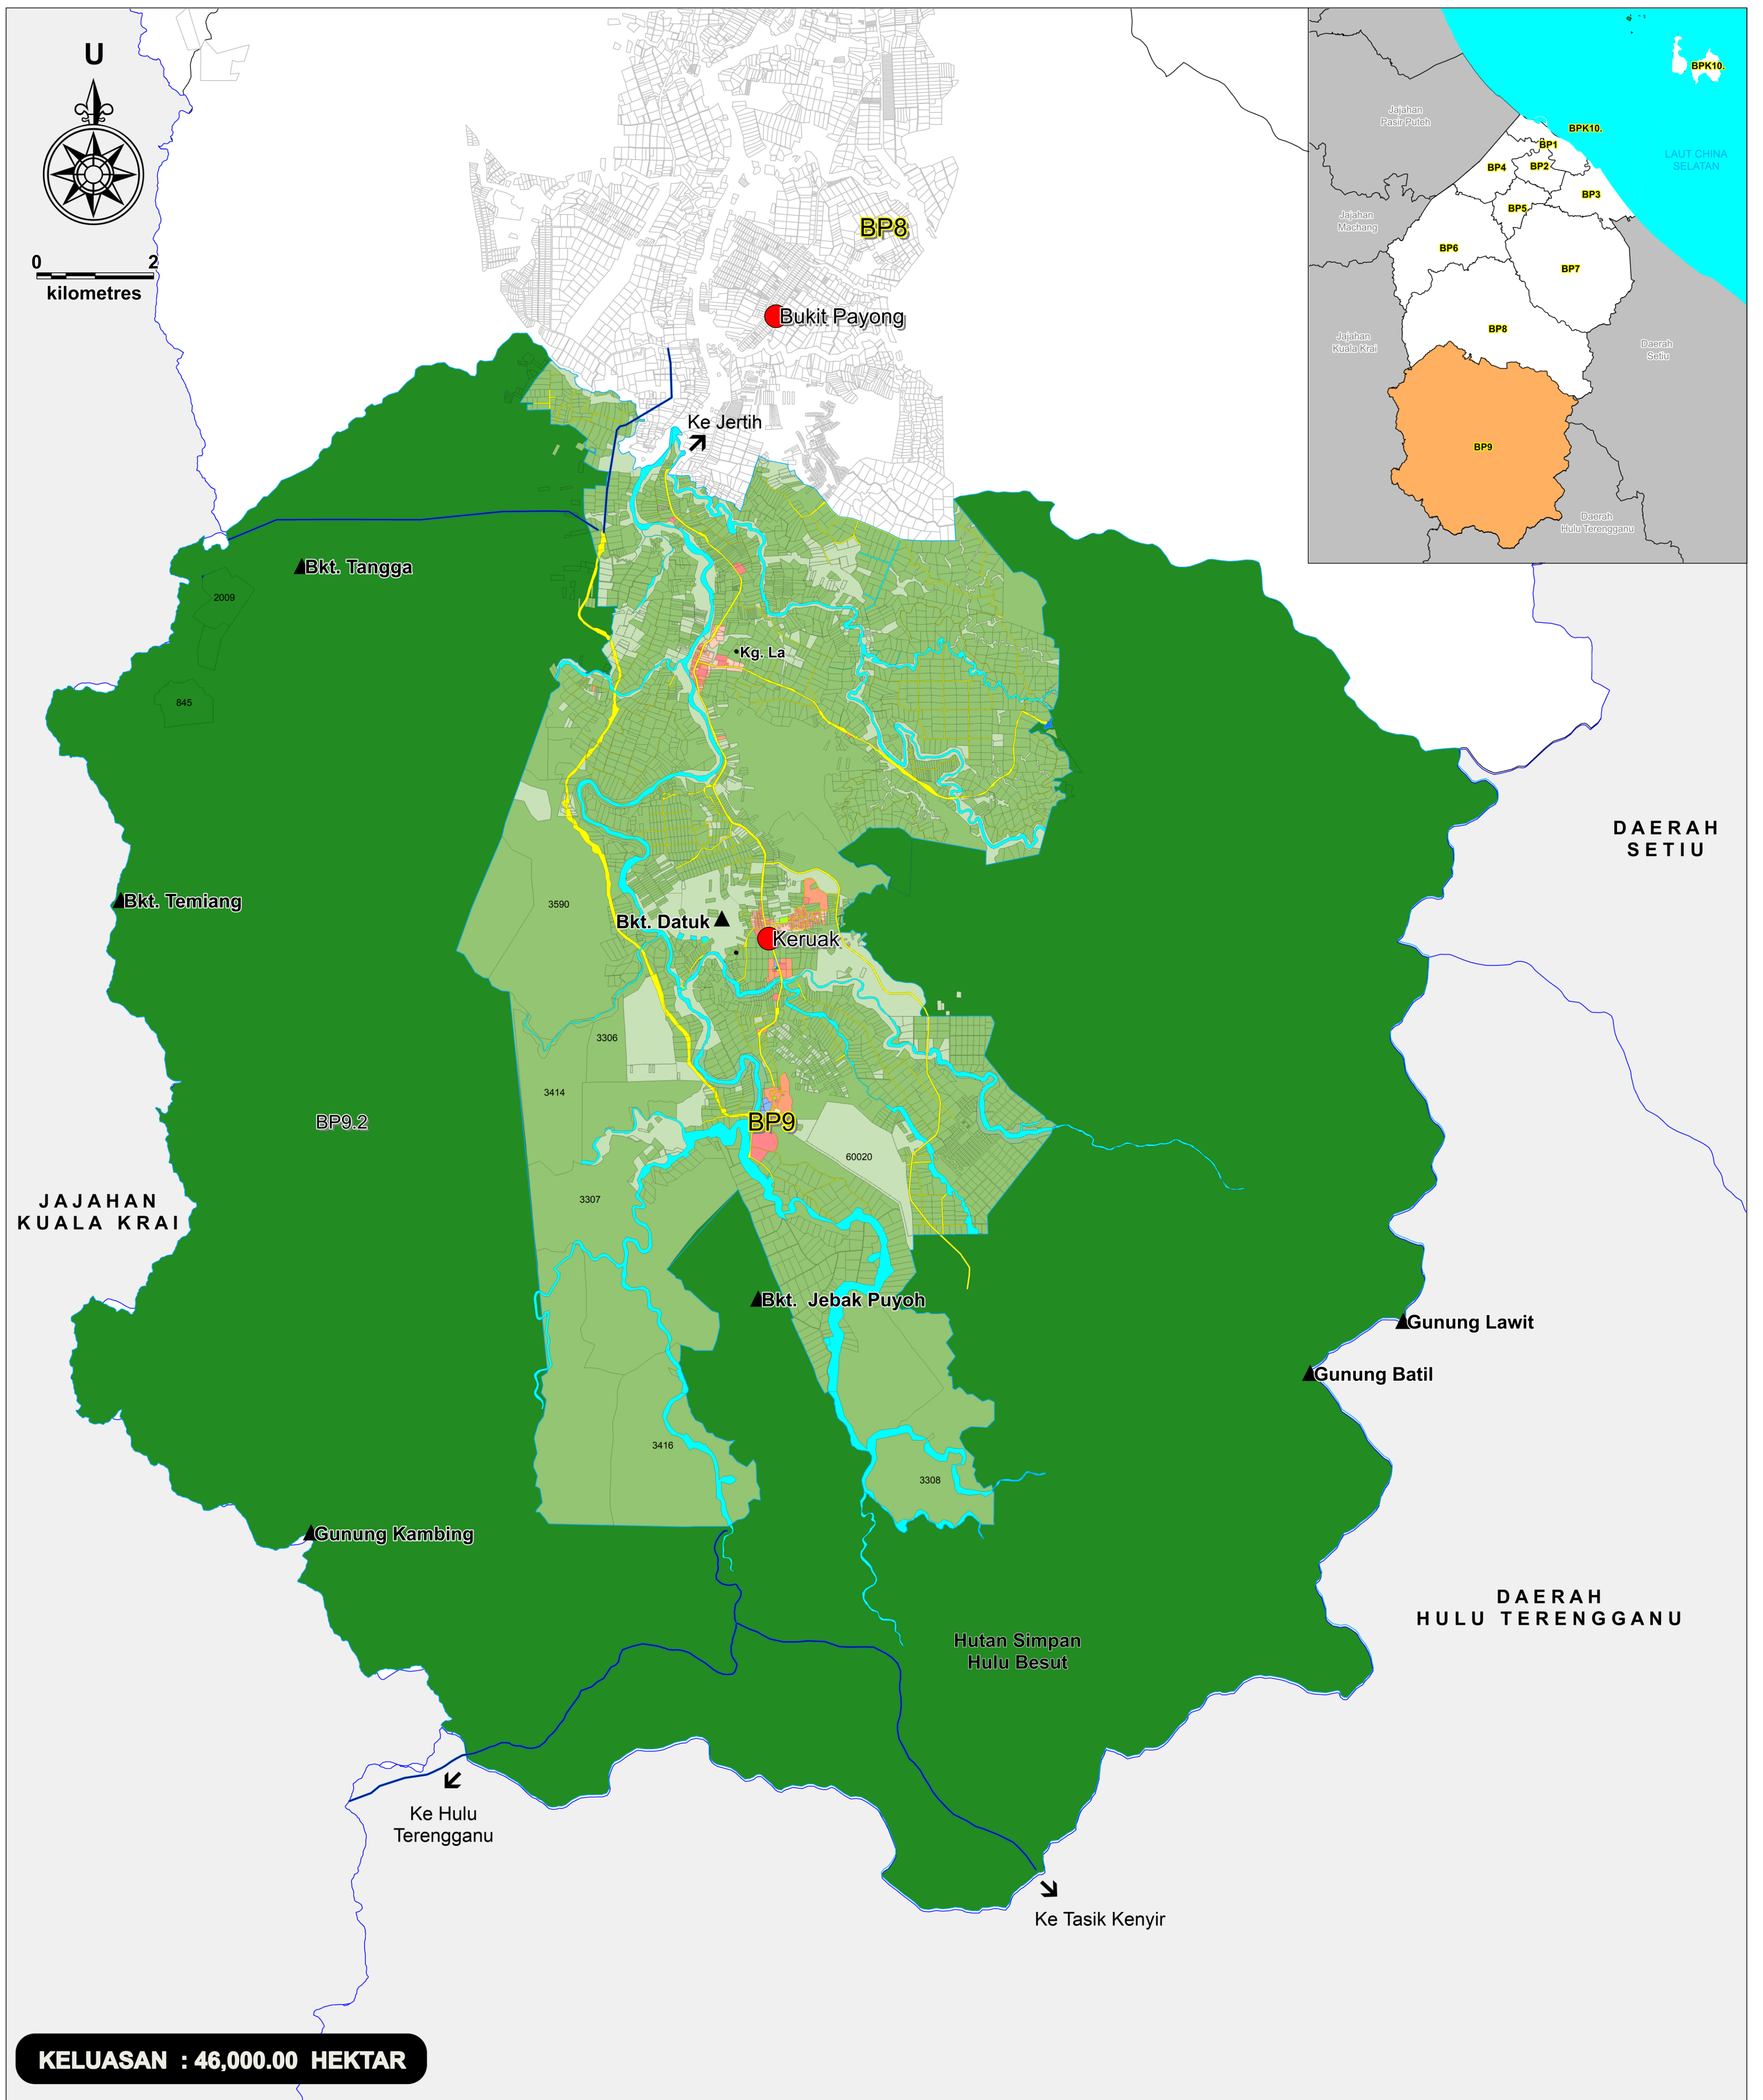 U
0 2
kilometres
BP8
Bukit Payong
Ke Jertih
Bkt. Tangga
2009
Kg. La
845
Bkt. Temiang
3590
Bkt. Datuk
Keruak
3306
3414
BP9.2
BP9
60020
3307
JAJAHAN
KUALA KRAI
Bkt. Jebak Puyoh
Gunung Lawit
Gunung Batil
3416
3308
Gunung Kambing
Hutan Simpan
Hulu Besut
DAERAH
SETIU
DAERAH
HULU TERENGGANU
Ke Hulu
Terengganu
Ke Tasik Kenyir
KELUASAN : 46,000.00 HEKTAR
BPK10.
Jajahan
Pasir Puteh
BPK10.
BP1
LAUT CHINA
SELATAN
BP4
BP2
BP3
BP5
Jajahan
Machang
BP6
BP7
BP8
Jajahan
Kuala Krai
Daerah
Setiu
BP9
Daerah
Hulu Terengganu